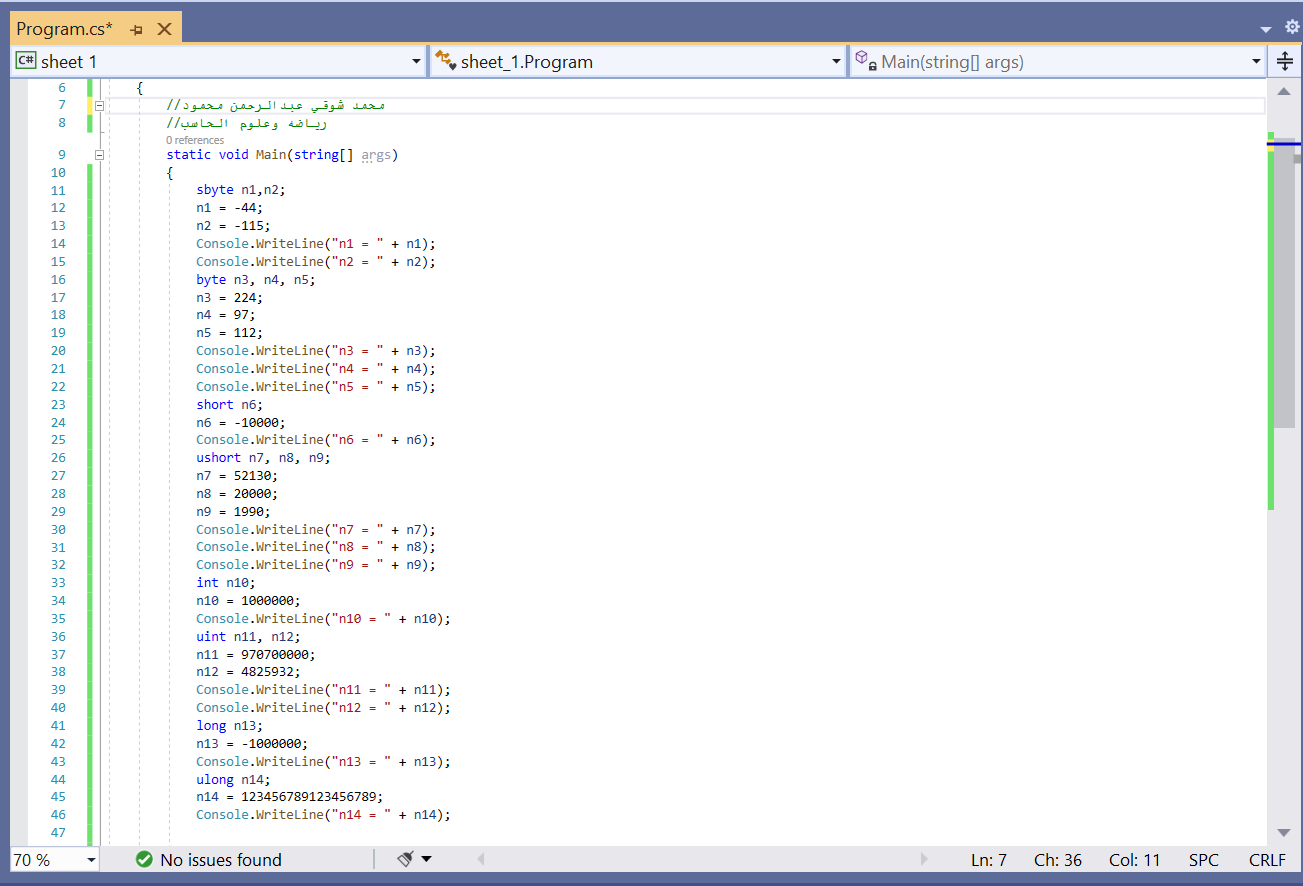 Program.cs*
C# sheet 1
sheet_1.Program
Main(string[] args)
6 {
7 //محمد شوقي عبدالرحمن محمود
8 //رياضه وعلوم الحاسب
0 references
9 static void Main(string[] args)
10 {
11 sbyte n1,n2;
12 n1 = -44;
13 n2 = -115;
14 Console.WriteLine("n1 = " + n1);
15 Console.WriteLine("n2 = " + n2);
16 byte n3, n4, n5;
17 n3 = 224;
18 n4 = 97;
19 n5 = 112;
20 Console.WriteLine("n3 = " + n3);
21 Console.WriteLine("n4 = " + n4);
22 Console.WriteLine("n5 = " + n5);
23 short n6;
24 n6 = -10000;
25 Console.WriteLine("n6 = " + n6);
26 ushort n7, n8, n9;
27 n7 = 52130;
28 n8 = 20000;
29 n9 = 1990;
30 Console.WriteLine("n7 = " + n7);
31 Console.WriteLine("n8 = " + n8);
32 Console.WriteLine("n9 = " + n9);
33 int n10;
34 n10 = 1000000;
35 Console.WriteLine("n10 = " + n10);
36 uint n11, n12;
37 n11 = 970700000;
38 n12 = 4825932;
39 Console.WriteLine("n11 = " + n11);
40 Console.WriteLine("n12 = " + n12);
41 long n13;
42 n13 = -1000000;
43 Console.WriteLine("n13 = " + n13);
44 ulong n14;
45 n14 = 123456789123456789;
46 Console.WriteLine("n14 = " + n14);
47
70 % No issues found Ln: 7 Ch: 36 Col: 11 SPC CRLF